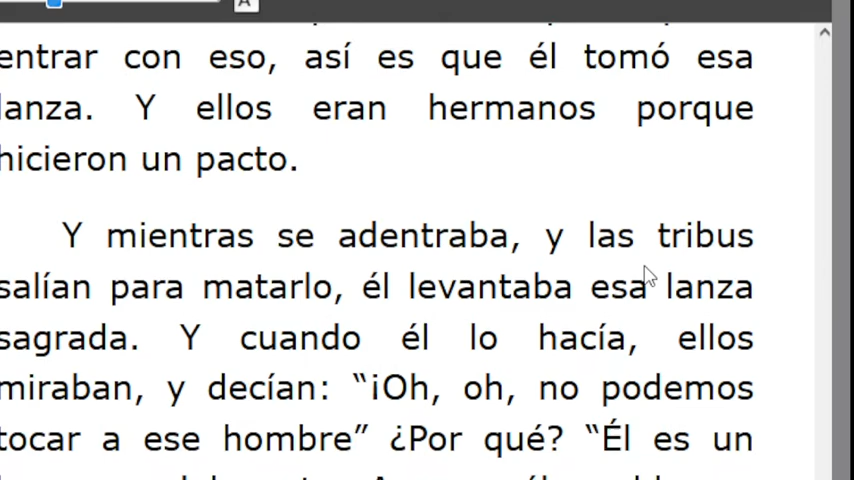 A
entrar con eso, así es que él tomó esa
lanza. Y ellos eran hermanos porque
hicieron un pacto.
Y mientras se adentraba, y las tribus
salían para matarlo, él levantaba esa lanza
sagrada. Y cuando él lo hacía, ellos
miraban, y decían: “¡Oh, oh, no podemos
tocar a ese hombre” ¿Por qué? “Él es un